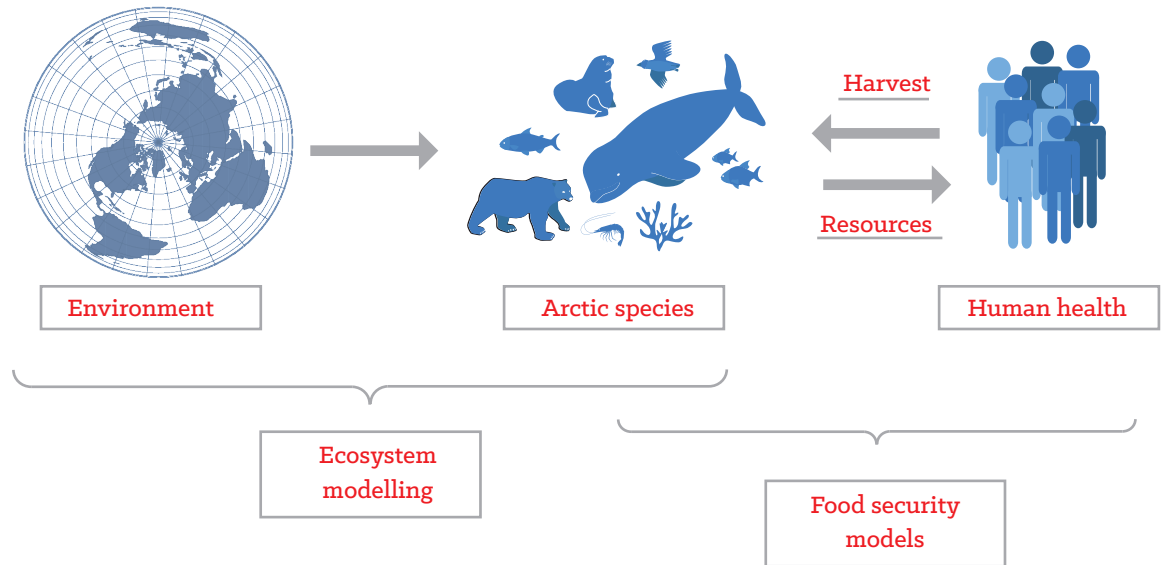 Harvest
Resources
Environment
Arctic species
Human health
Ecosystem
modelling
Food security
models